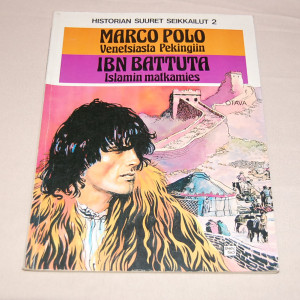 HISTORIAN SUURET SEIKKAILUT 2
MARCO POLO
Venetsiasta Pekingiin
IBN BATTUTA
Islamin matkamies
OTAVA